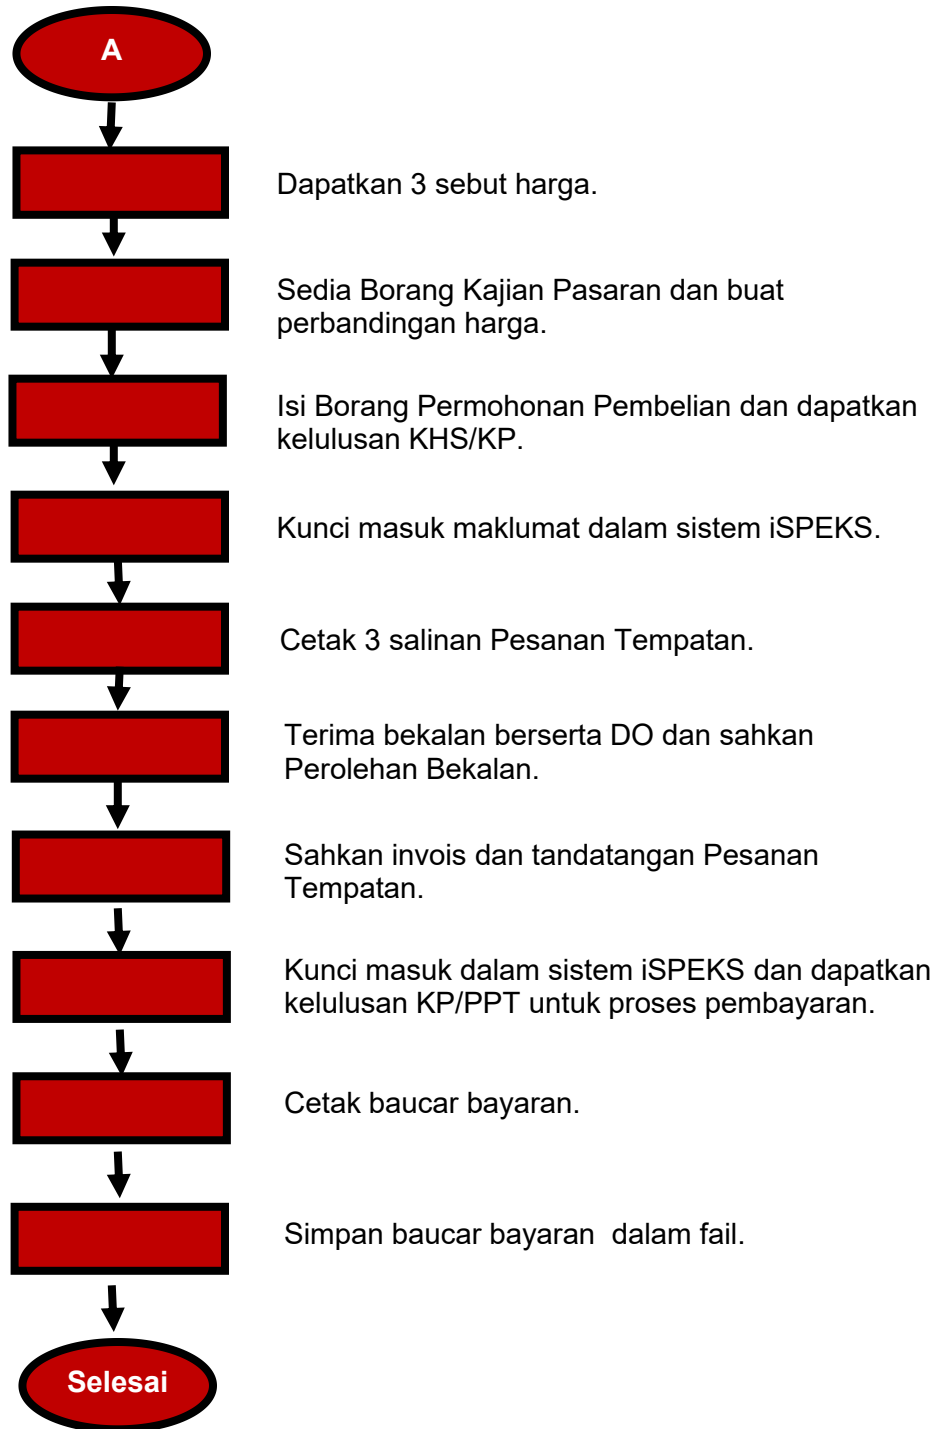 A
Dapatkan 3 sebut harga.
Sedia Borang Kajian Pasaran dan buat
perbandingan harga.
Isi Borang Permohonan Pembelian dan dapatkan
kelulusan KHS/KP.
Kunci masuk maklumat dalam sistem iSPEKS.
Cetak 3 salinan Pesanan Tempatan.
Terima bekalan berserta DO dan sahkan
Perolehan Bekalan.
Sahkan invois dan tandatangan Pesanan
Tempatan.
Kunci masuk dalam sistem iSPEKS dan dapatkan
kelulusan KP/PPT untuk proses pembayaran.
Cetak baucar bayaran.
Simpan baucar bayaran  dalam fail.
Selesai